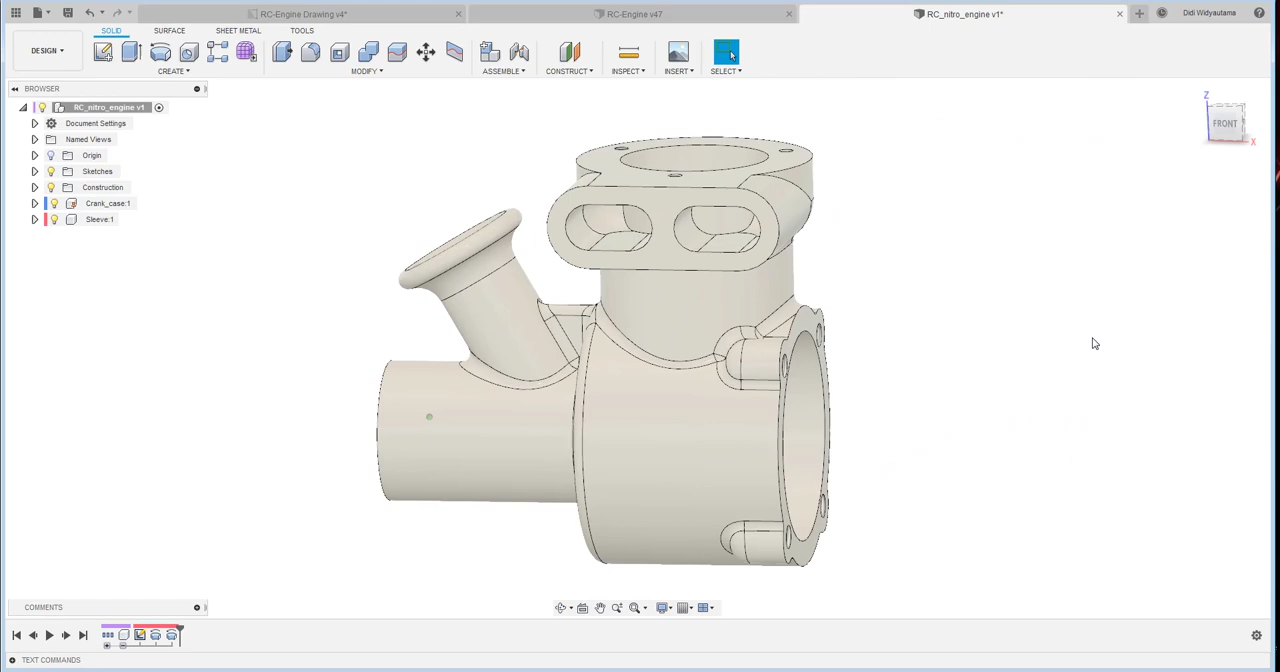 RC-Engine Drawing v4*
RC-Engine v47
RC_nitro_engine v1*
Didi Widyautama
DESIGN
SOLID
SURFACE
SHEET METAL
TOOLS
CREATE
MODIFY
ASSEMBLE
CONSTRUCT
INSPECT
INSERT
SELECT
BROWSER
RC_nitro_engine v1
Document Settings
Named Views
Origin
Sketches
Construction
Crank_case:1
Sleeve:1
Z
FRONT
X
COMMENTS
TEXT COMMANDS